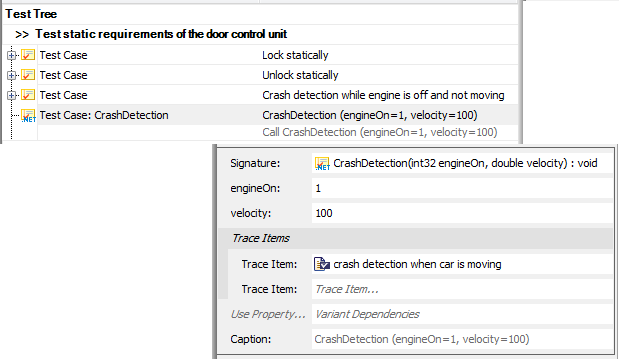 Test Tree
>> Test static requirements of the door control unit
Test Case Lock statically
Test Case Unlock statically
Test Case Crash detection while engine is off and not moving
.NET Test Case: CrashDetection CrashDetection (engineOn=1, velocity=100)
Call CrashDetection (engineOn=1, velocity=100)
Signature: .NET CrashDetection(int32 engineOn, double velocity) : void
engineOn: 1
velocity: 100
Trace Items
Trace Item: crash detection when car is moving
Trace Item: Trace Item...
Use Property... Variant Dependencies
Caption: CrashDetection (engineOn=1, velocity=100)